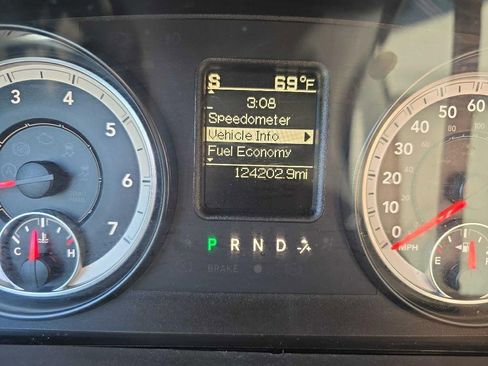 S 69°F
3:08
Speedometer
Vehicle Info
Fuel Economy
124202.9mi
3 4 5 6 7
C H
P R N D
BRAKE
0 10 20 30 40 50 60
MPH
E F